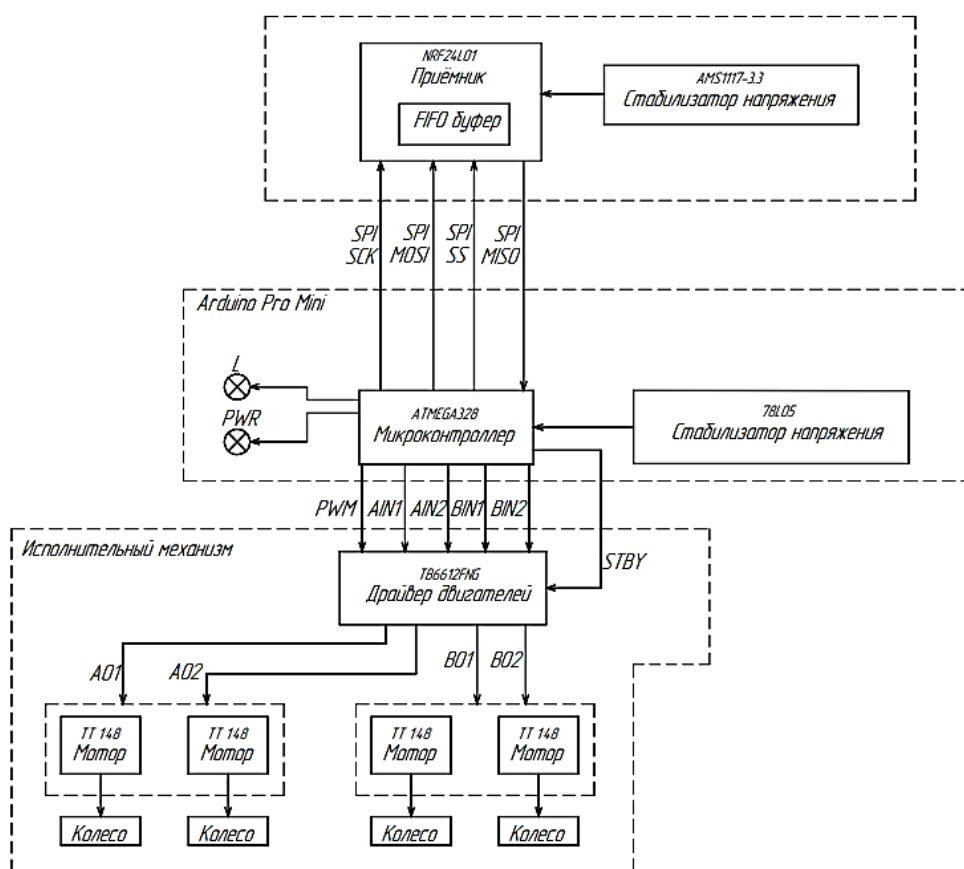 NRF24L01
Приёмник
FIFO буфер
AMS1117-3.3
Стабилизатор напряжения
SPI
SCK
SPI
MOSI
SPI
SS
SPI
MISO
Arduino Pro Mini
L
PWR
ATMEGA328
Микроконтроллер
78L05
Стабилизатор напряжения
PWM
AIN1
AIN2
BIN1
BIN2
STBY
Исполнительный механизм
TB6612FNG
Драйвер двигателей
AO1
AO2
BO1
BO2
TT 148
Мотор
TT 148
Мотор
TT 148
Мотор
TT 148
Мотор
Колесо
Колесо
Колесо
Колесо